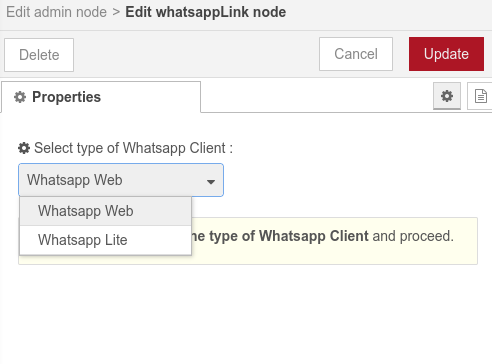 Edit admin node > Edit whatsappLink node
Delete
Cancel
Update
Properties
Select type of Whatsapp Client :
Whatsapp Web
Whatsapp Web
Whatsapp Lite
type of Whatsapp Client and proceed.